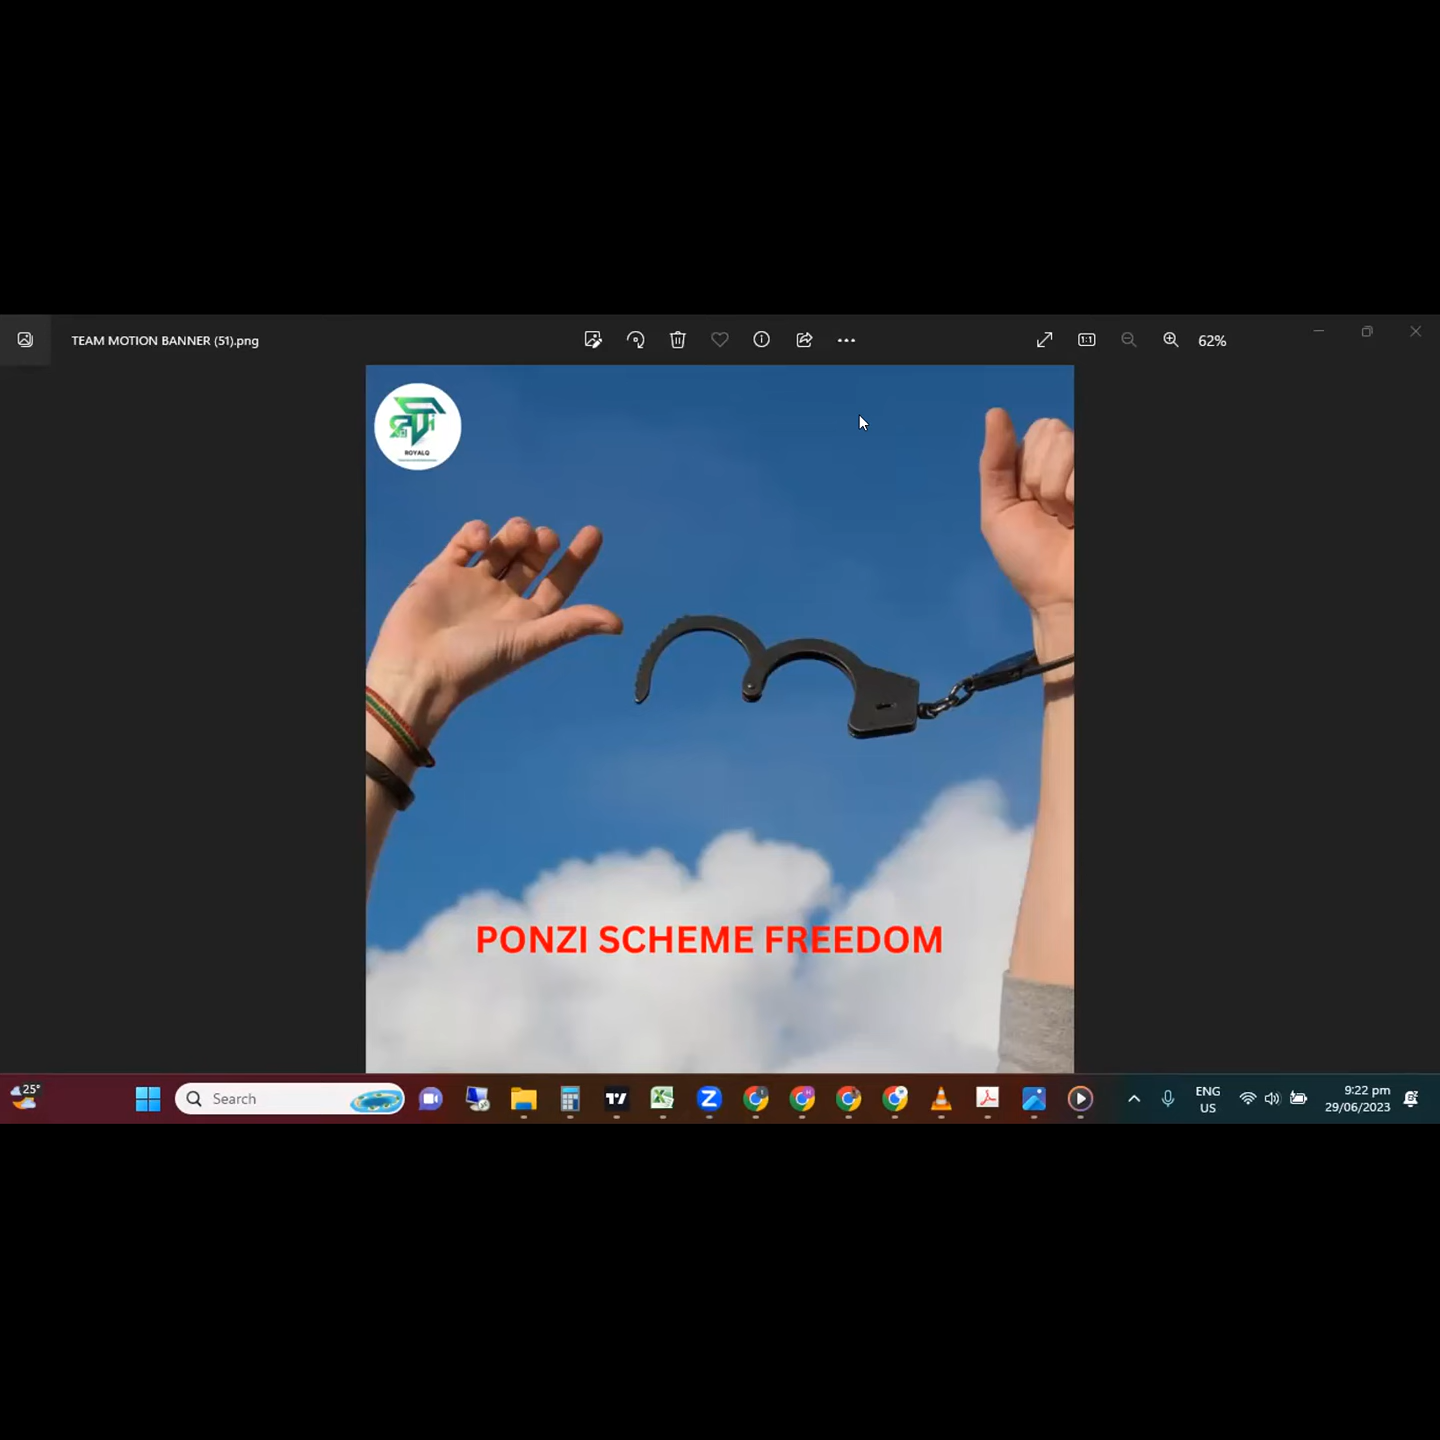 TEAM MOTION BANNER (51).png
62%
ROYALQ
PONZI SCHEME FREEDOM
25°
Search
ENG
US
9:22 pm
29/06/2023